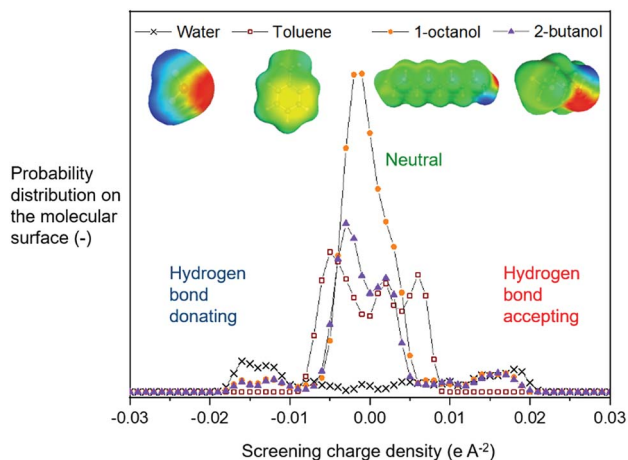 Water
Toluene
1-octanol
2-butanol
Neutral
Probability
distribution on
the molecular
surface (-)
Hydrogen
bond
donating
Hydrogen
bond
accepting
-0.03 -0.02 -0.01 0.00 0.01 0.02 0.03
Screening charge density (e A-2)